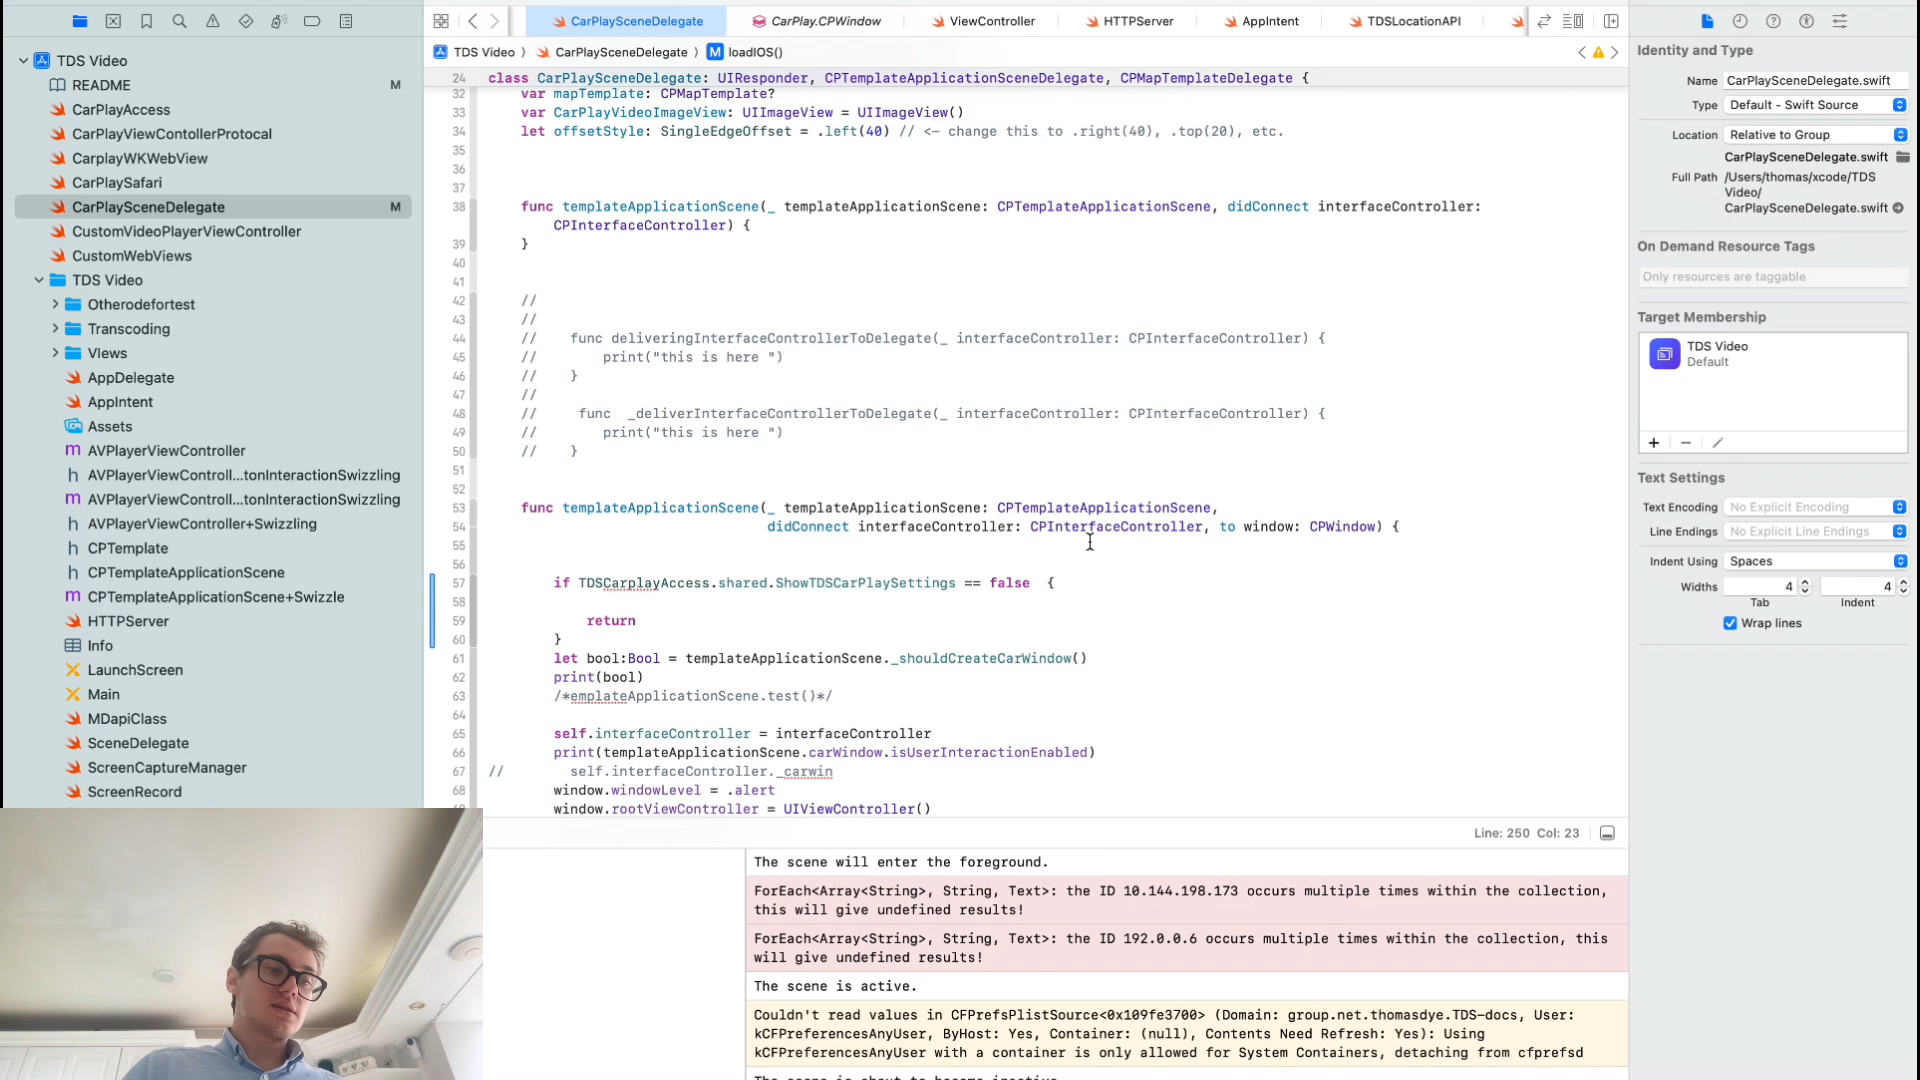 CarPlaySceneDelegate
CarPlay.CPWindow
ViewController
HTTPServer
AppIntent
TDSLocationAPI
TDS Video
CarPlaySceneDelegate
M loadIOS()
TDS Video
README M
CarPlayAccess
CarPlayViewContollerProtocal
CarplayWKWebView
CarPlaySafari
CarPlaySceneDelegate M
CustomVideoPlayerViewController
CustomWebViews
TDS Video
Otherodefortest
Transcoding
VIews
AppDelegate
AppIntent
Assets
m AVPlayerViewController
h AVPlayerViewControll...tonInteractionSwizzling
m AVPlayerViewControll...tonInteractionSwizzling
h AVPlayerViewController+Swizzling
h CPTemplate
h CPTemplateApplicationScene
m CPTemplateApplicationScene+Swizzle
HTTPServer
Info
LaunchScreen
Main
MDapiClass
SceneDelegate
ScreenCaptureManager
ScreenRecord
24 class CarPlaySceneDelegate: UIResponder, CPTemplateApplicationSceneDelegate, CPMapTemplateDelegate {
32 var mapTemplate: CPMapTemplate?
33 var CarPlayVideoImageView: UIImageView = UIImageView()
34 let offsetStyle: SingleEdgeOffset = .left(40) // <- change this to .right(40), .top(20), etc.
35
36
37
38 func templateApplicationScene(_ templateApplicationScene: CPTemplateApplicationScene, didConnect interfaceController:
CPInterfaceController) {
39 }
40
41
42 //
43 //
44 // func deliveringInterfaceControllerToDelegate(_ interfaceController: CPInterfaceController) {
45 // print("this is here ")
46 // }
47 //
48 // func _deliverInterfaceControllerToDelegate(_ interfaceController: CPInterfaceController) {
49 // print("this is here ")
50 // }
51
52
53 func templateApplicationScene(_ templateApplicationScene: CPTemplateApplicationScene,
54 didConnect interfaceController: CPInterfaceController, to window: CPWindow) {
55
56
57 if TDSCarplayAccess.shared.ShowTDSCarPlaySettings == false {
58
59 return
60 }
61 let bool:Bool = templateApplicationScene._shouldCreateCarWindow()
62 print(bool)
63 /*emplateApplicationScene.test()*/
64
65 self.interfaceController = interfaceController
66 print(templateApplicationScene.carWindow.isUserInteractionEnabled)
67 // self.interfaceController._carwin
68 window.windowLevel = .alert
window.rootViewController = UIViewController()
Line: 250 Col: 23
The scene will enter the foreground.
ForEach<Array<String>, String, Text>: the ID 10.144.198.173 occurs multiple times within the collection,
this will give undefined results!
ForEach<Array<String>, String, Text>: the ID 192.0.0.6 occurs multiple times within the collection, this
will give undefined results!
The scene is active.
Couldn't read values in CFPrefsPlistSource<0x109fe3700> (Domain: group.net.thomasdye.TDS-docs, User:
kCFPreferencesAnyUser, ByHost: Yes, Container: (null), Contents Need Refresh: Yes): Using
kCFPreferencesAnyUser with a container is only allowed for System Containers, detaching from cfprefsd
Identity and Type
Name CarPlaySceneDelegate.swift
Type Default - Swift Source
Location Relative to Group
CarPlaySceneDelegate.swift
Full Path /Users/thomas/xcode/TDS
Video/
CarPlaySceneDelegate.swift
On Demand Resource Tags
Only resources are taggable
Target Membership
TDS Video
Default
Text Settings
Text Encoding No Explicit Encoding
Line Endings No Explicit Line Endings
Indent Using Spaces
Widths 4 4
Tab Indent
Wrap lines